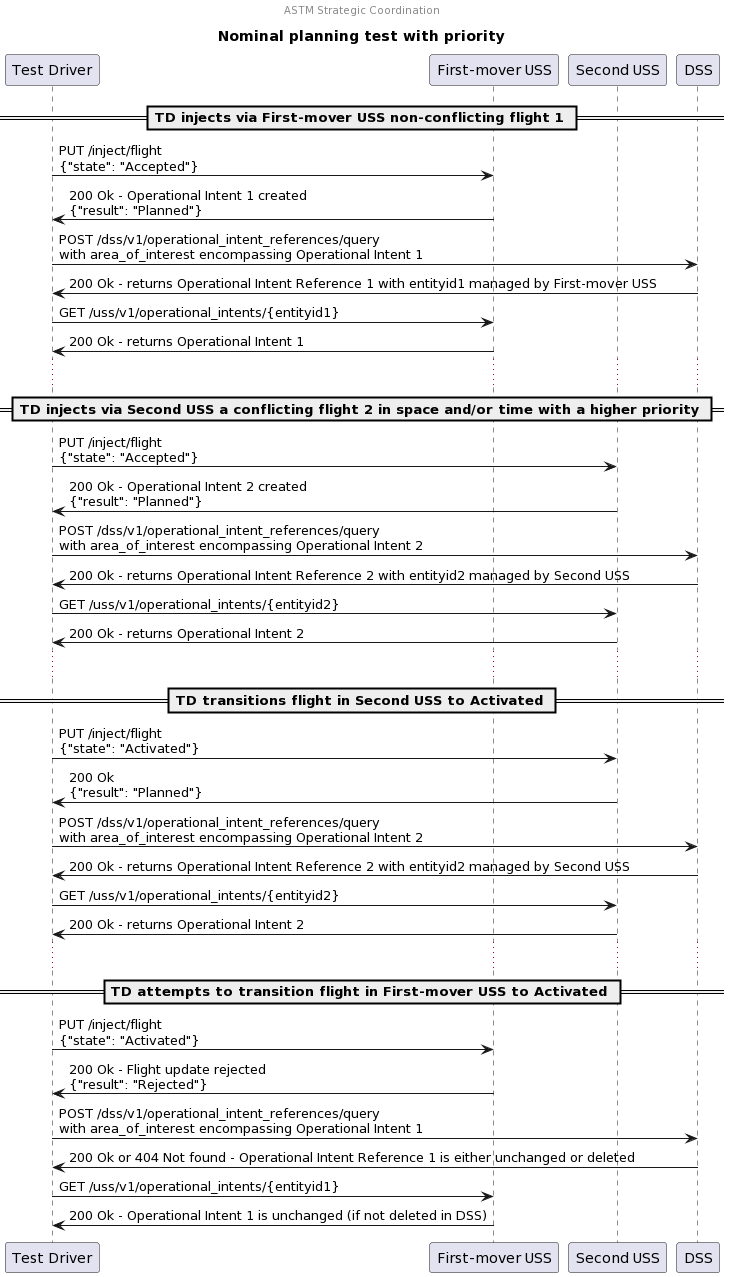 ASTM Strategic Coordination
Nominal planning test with priority
Test Driver
First-mover USS
Second USS
DSS
TD injects via First-mover USS non-conflicting flight 1
PUT /inject/flight
{"state": "Accepted"}
200 Ok - Operational Intent 1 created
{"result": "Planned"}
POST /dss/v1/operational_intent_references/query
with area_of_interest encompassing Operational Intent 1
200 Ok - returns Operational Intent Reference 1 with entityid1 managed by First-mover USS
GET /uss/v1/operational_intents/{entityid1}
200 Ok - returns Operational Intent 1
TD injects via Second USS a conflicting flight 2 in space and/or time with a higher priority
PUT /inject/flight
{"state": "Accepted"}
200 Ok - Operational Intent 2 created
{"result": "Planned"}
POST /dss/v1/operational_intent_references/query
with area_of_interest encompassing Operational Intent 2
200 Ok - returns Operational Intent Reference 2 with entityid2 managed by Second USS
GET /uss/v1/operational_intents/{entityid2}
200 Ok - returns Operational Intent 2
TD transitions flight in Second USS to Activated
PUT /inject/flight
{"state": "Activated"}
200 Ok
{"result": "Planned"}
POST /dss/v1/operational_intent_references/query
with area_of_interest encompassing Operational Intent 2
200 Ok - returns Operational Intent Reference 2 with entityid2 managed by Second USS
GET /uss/v1/operational_intents/{entityid2}
200 Ok - returns Operational Intent 2
TD attempts to transition flight in First-mover USS to Activated
PUT /inject/flight
{"state": "Activated"}
200 Ok - Flight update rejected
{"result": "Rejected"}
POST /dss/v1/operational_intent_references/query
with area_of_interest encompassing Operational Intent 1
200 Ok or 404 Not found - Operational Intent Reference 1 is either unchanged or deleted
GET /uss/v1/operational_intents/{entityid1}
200 Ok - Operational Intent 1 is unchanged (if not deleted in DSS)
Test Driver
First-mover USS
Second USS
DSS